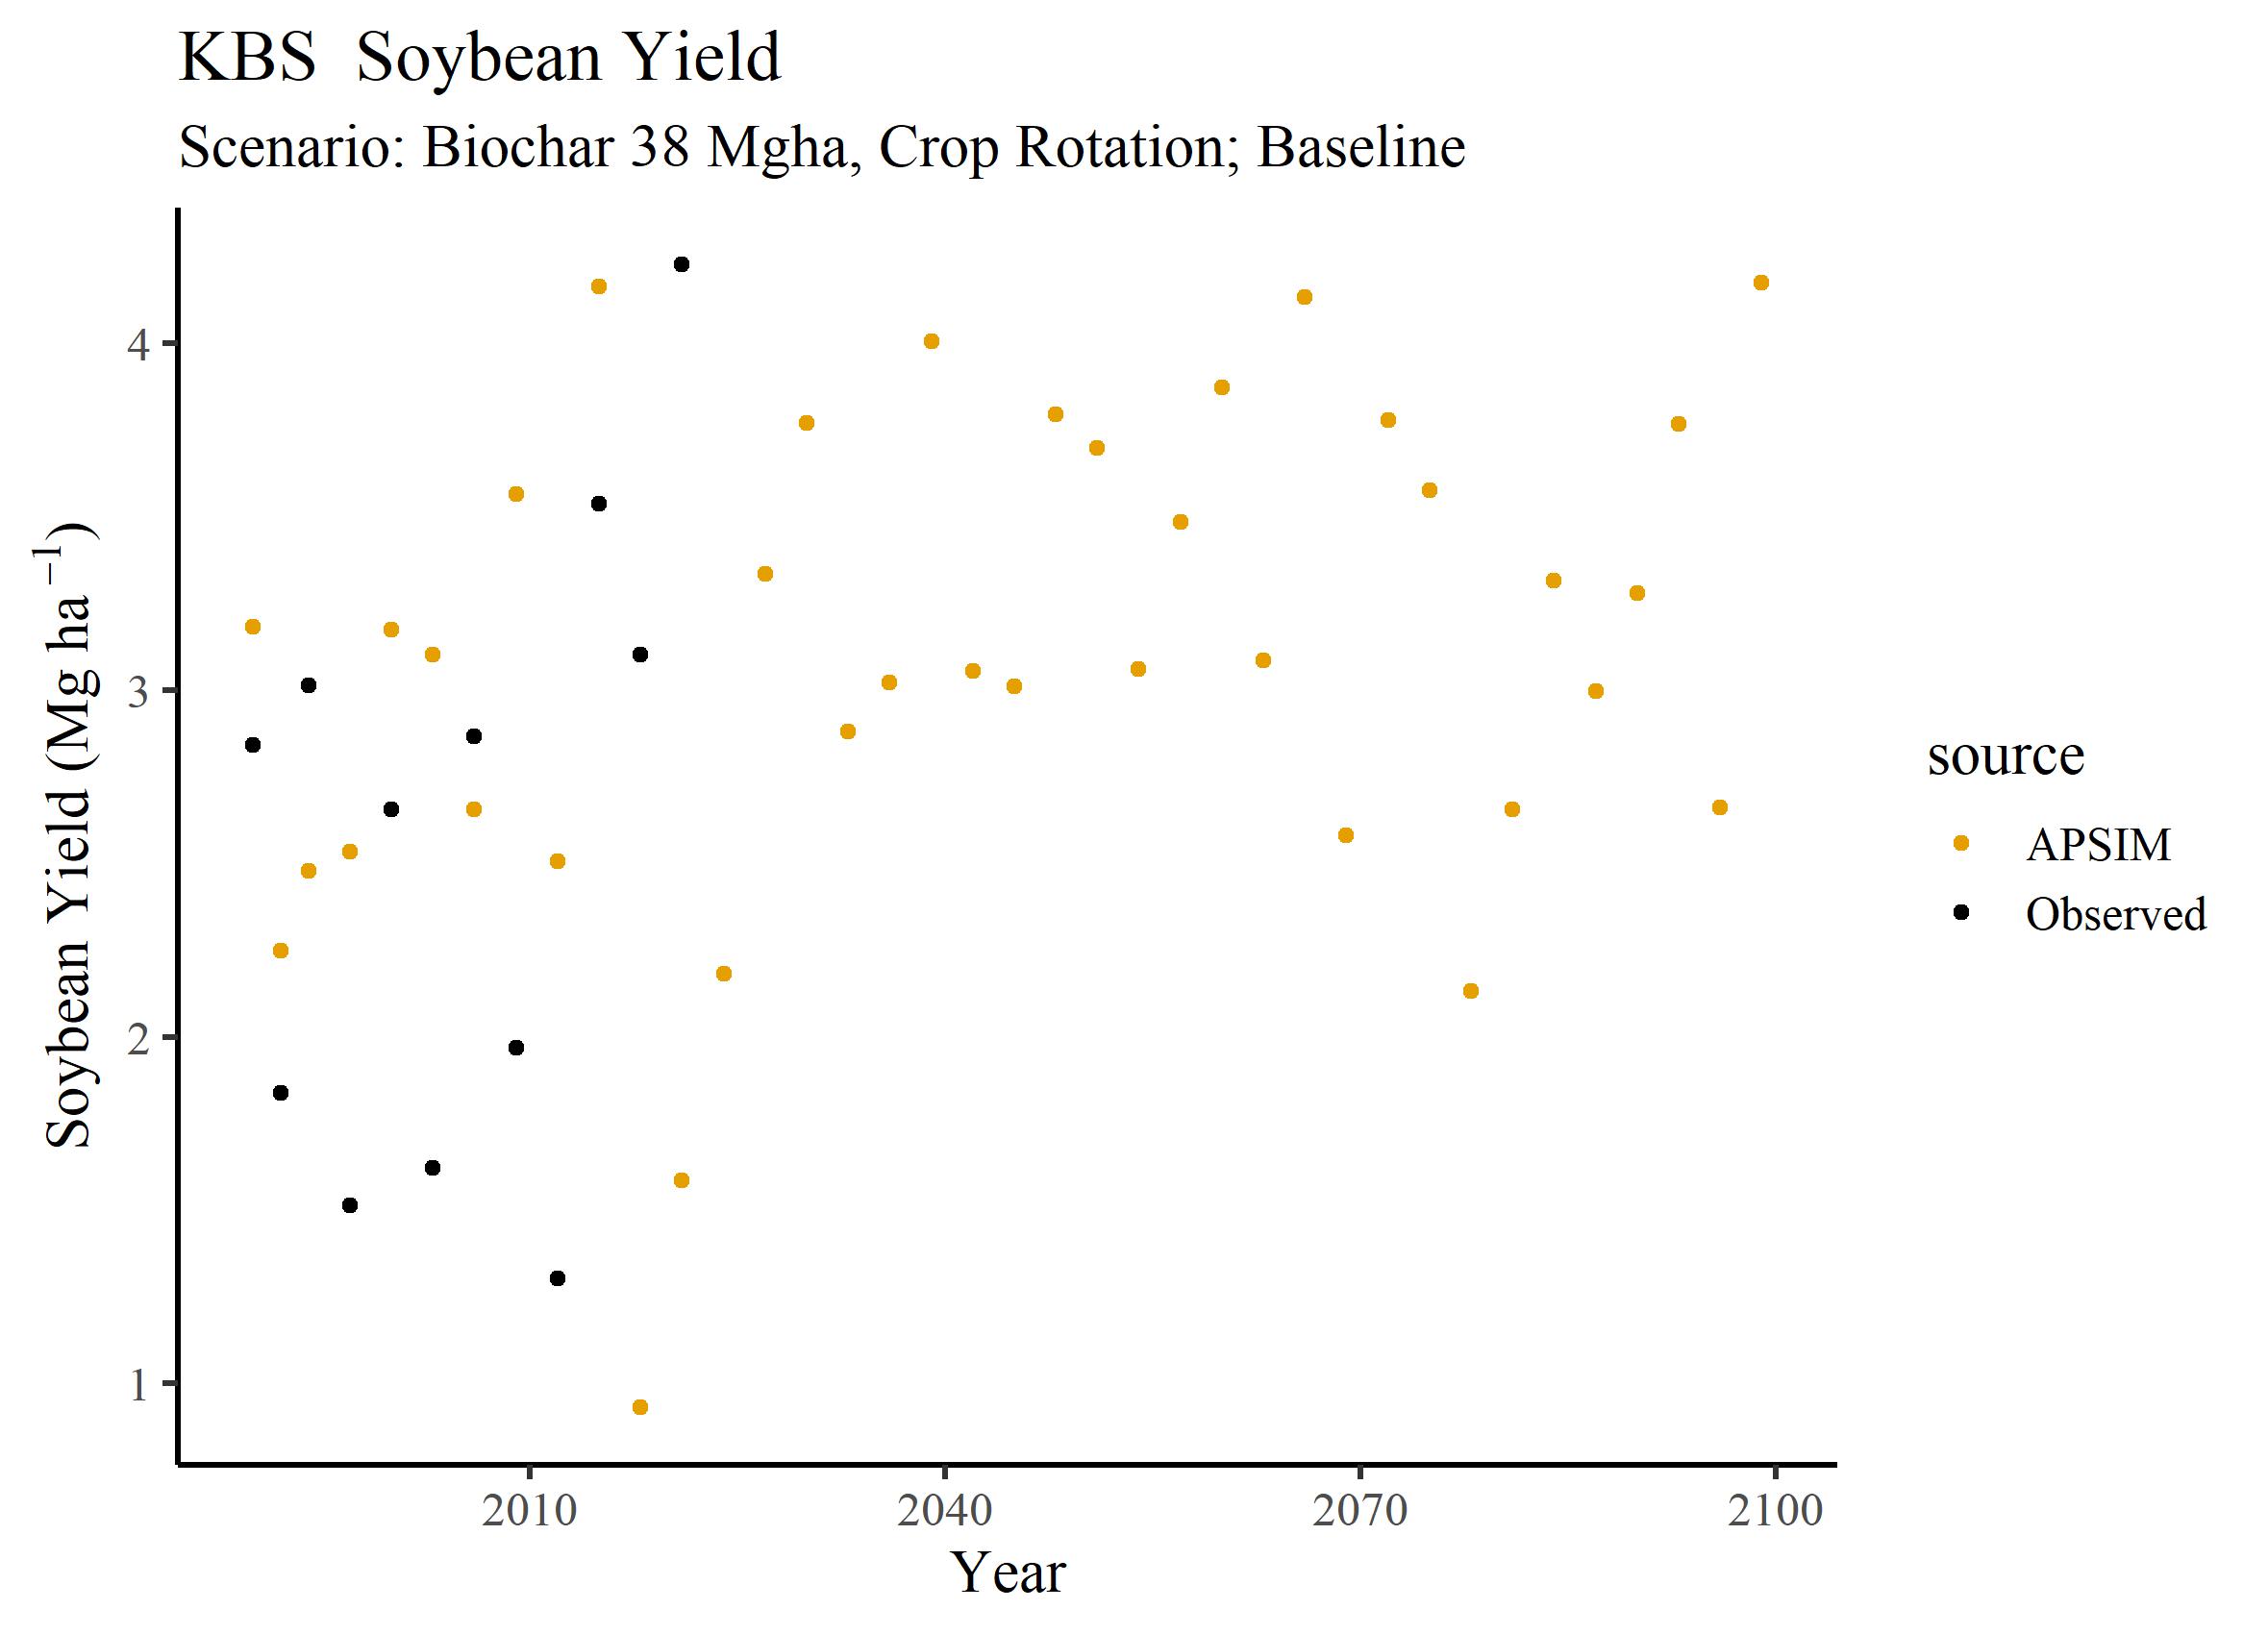 KBS  Soybean Yield
Scenario: Biochar 38 Mgha, Crop Rotation; Baseline
Soybean Yield (Mg ha⁻¹)
4
3
2
1
2010 2040 2070 2100
Year
source
APSIM
Observed